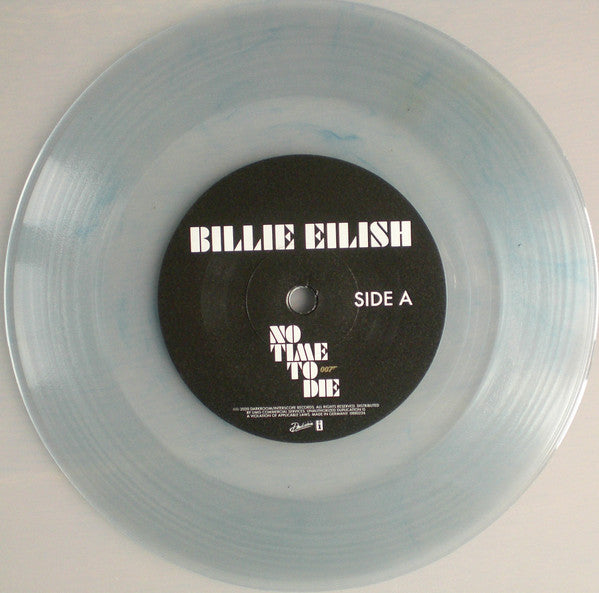 BILLIE EILISH
SIDE A
NO
TIME
TO 007
DIE
2020 DARKROOM/INTERSCOPE RECORDS. ALL RIGHTS RESERVED. DISTRIBUTED
BY UMG COMMERCIAL SERVICES. UNAUTHORIZED DUPLICATION IS
A VIOLATION OF APPLICABLE LAWS. MADE IN GERMANY.
Darkroom